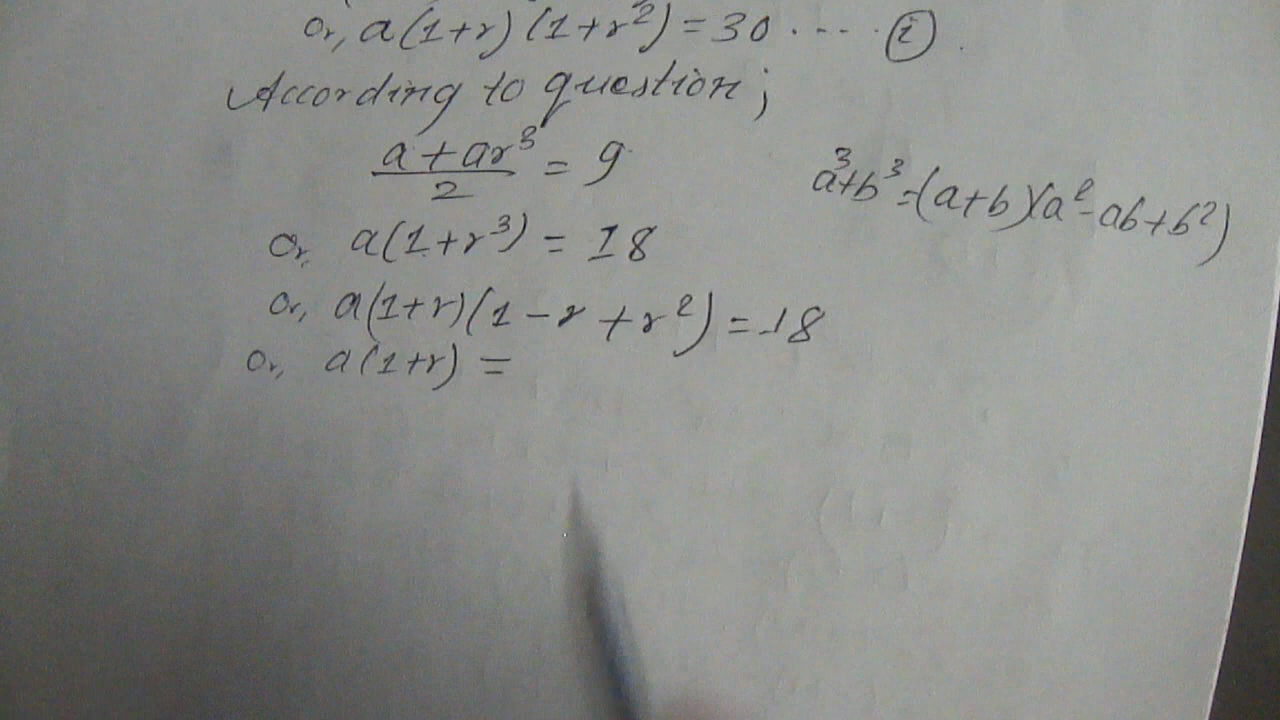 Or, a(1+r)(1+r²)=30 ..... (i).
According to question;
a+ar³/2 = 9
a³+b³=(a+b)(a²-ab+b²)
Or, a(1+r³) = 18
Or, a(1+r)(1-r+r²)=18
Or, a(1+r) =